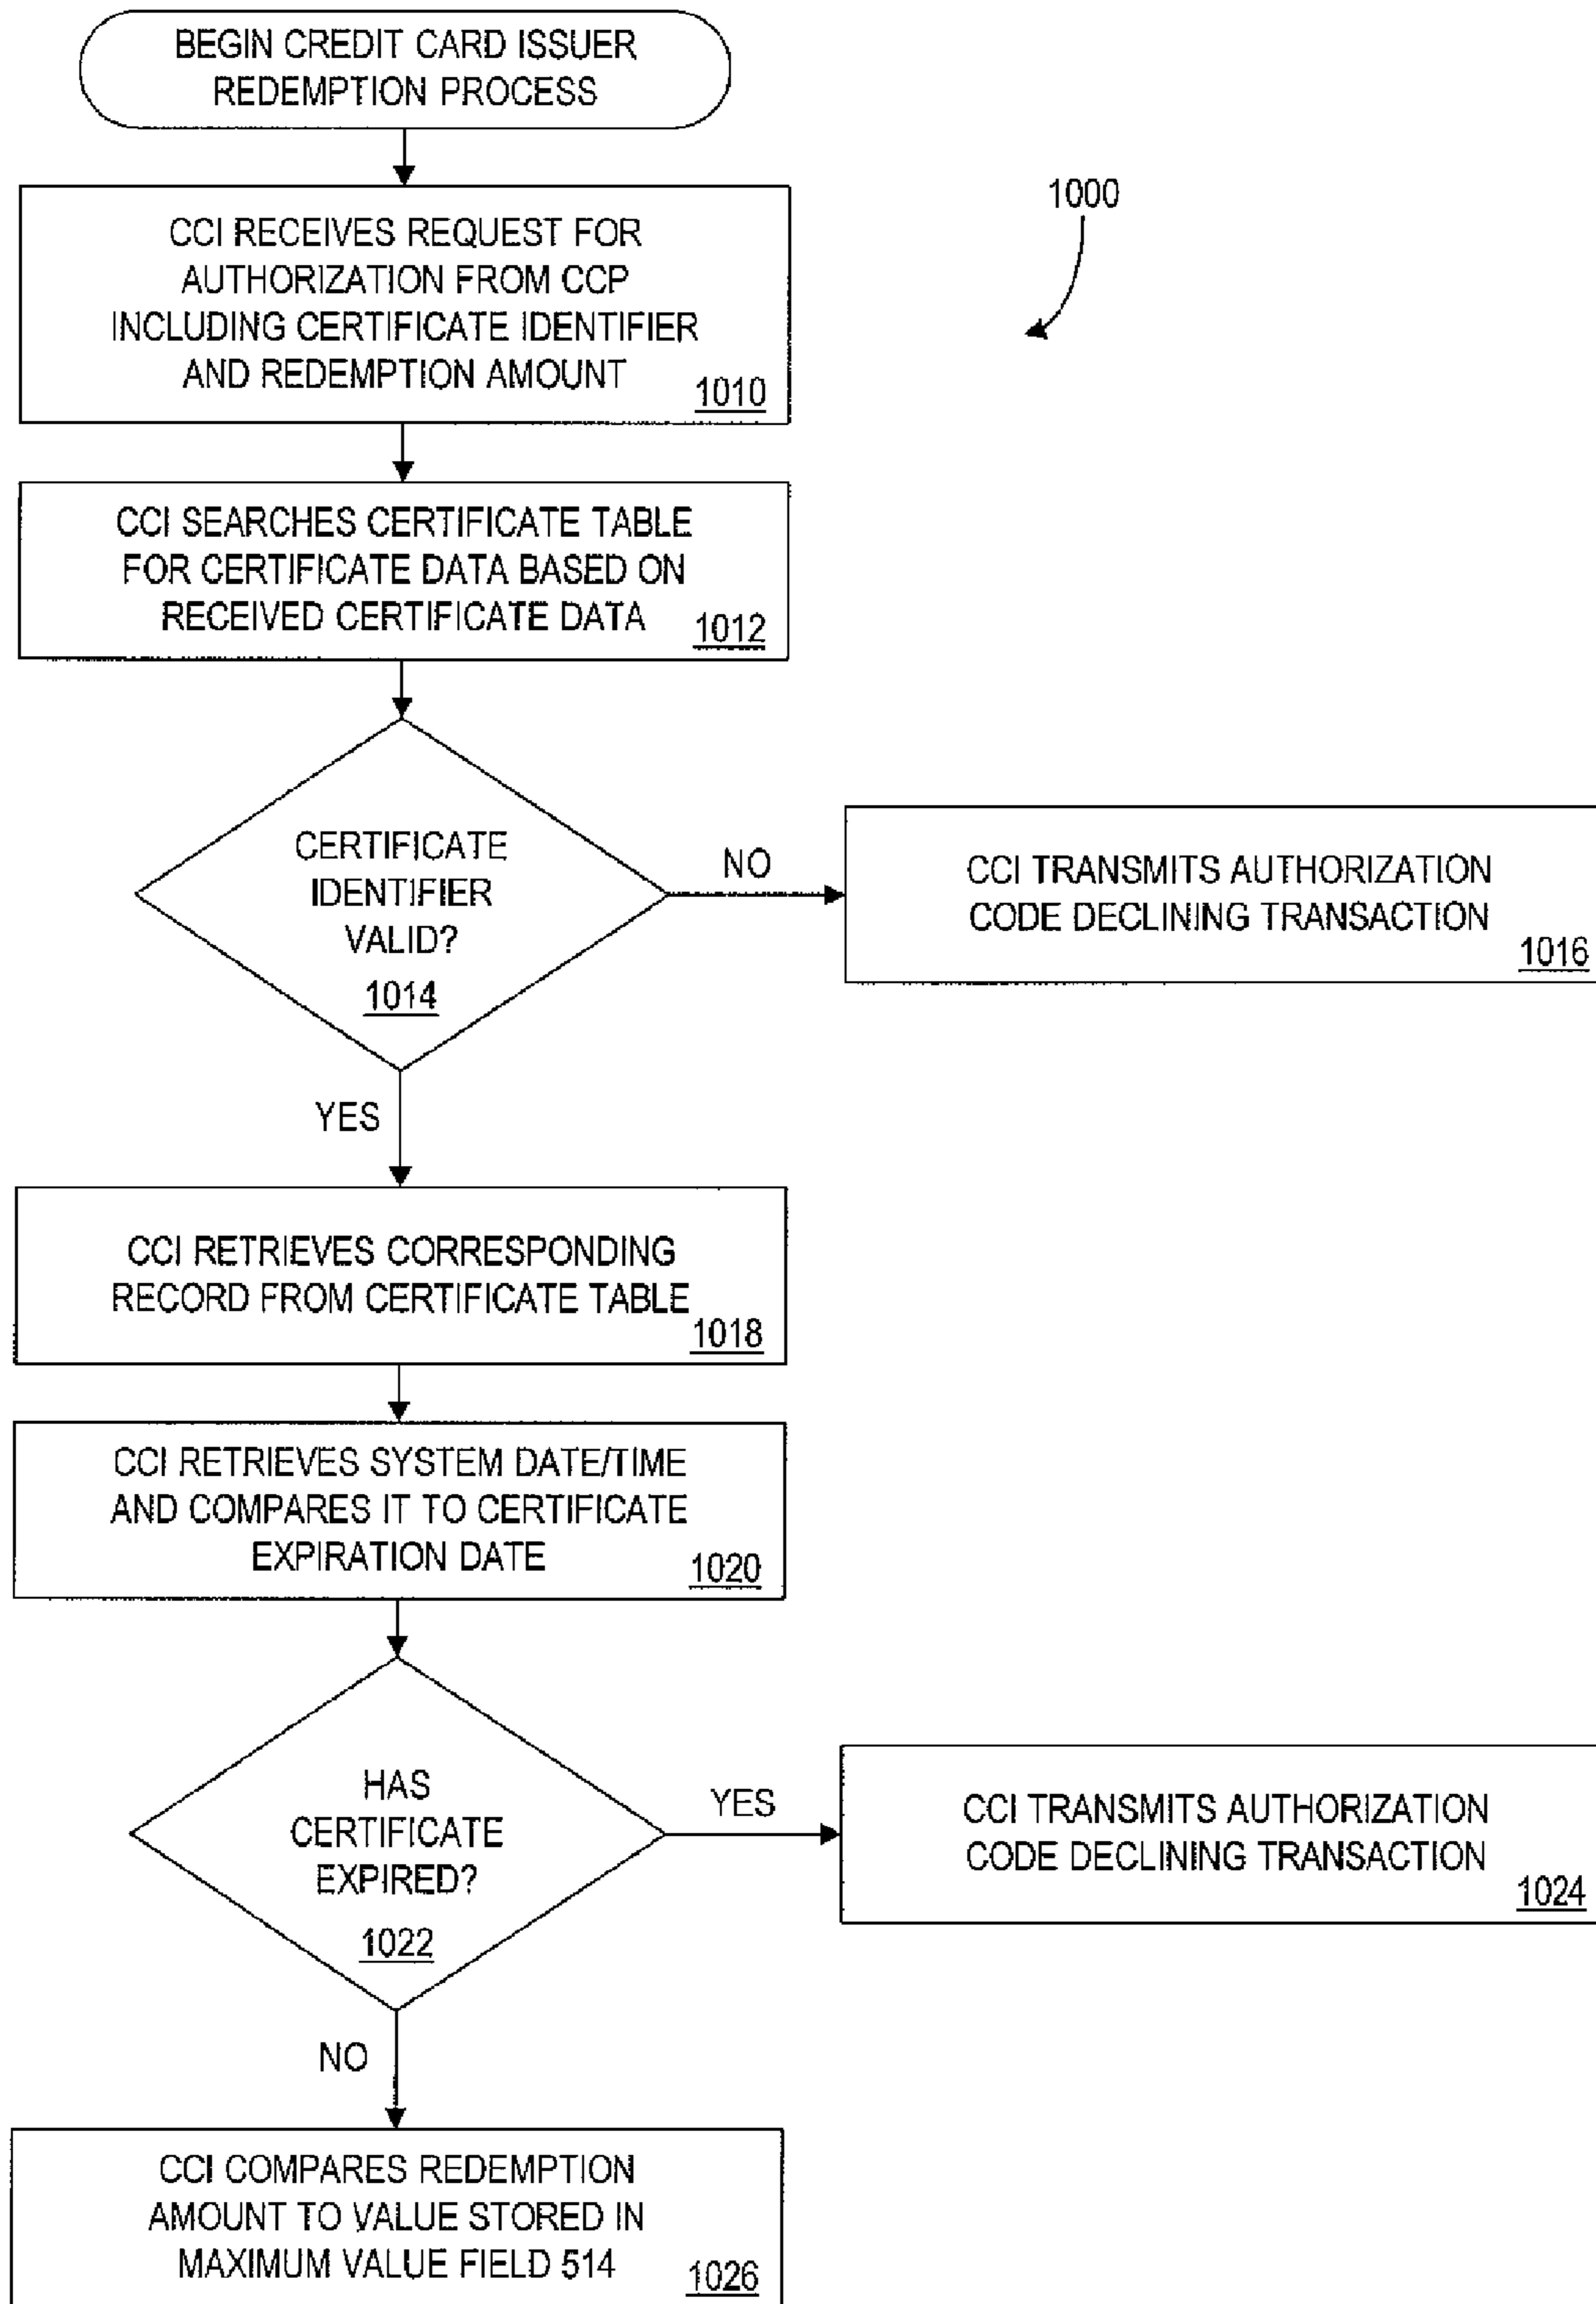 BEGIN CREDIT CARD ISSUER
REDEMPTION PROCESS
1000
CCI RECEIVES REQUEST FOR
AUTHORIZATION FROM CCP
INCLUDING CERTIFICATE IDENTIFIER
AND REDEMPTION AMOUNT
1010
CCI SEARCHES CERTIFICATE TABLE
FOR CERTIFICATE DATA BASED ON
RECEIVED CERTIFICATE DATA
1012
CERTIFICATE
IDENTIFIER
VALID?
1014
NO
CCI TRANSMITS AUTHORIZATION
CODE DECLINING TRANSACTION
1016
YES
CCI RETRIEVES CORRESPONDING
RECORD FROM CERTIFICATE TABLE
1018
CCI RETRIEVES SYSTEM DATE/TIME
AND COMPARES IT TO CERTIFICATE
EXPIRATION DATE
1020
HAS
CERTIFICATE
EXPIRED?
1022
YES
CCI TRANSMITS AUTHORIZATION
CODE DECLINING TRANSACTION
1024
NO
CCI COMPARES REDEMPTION
AMOUNT TO VALUE STORED IN
MAXIMUM VALUE FIELD 514
1026